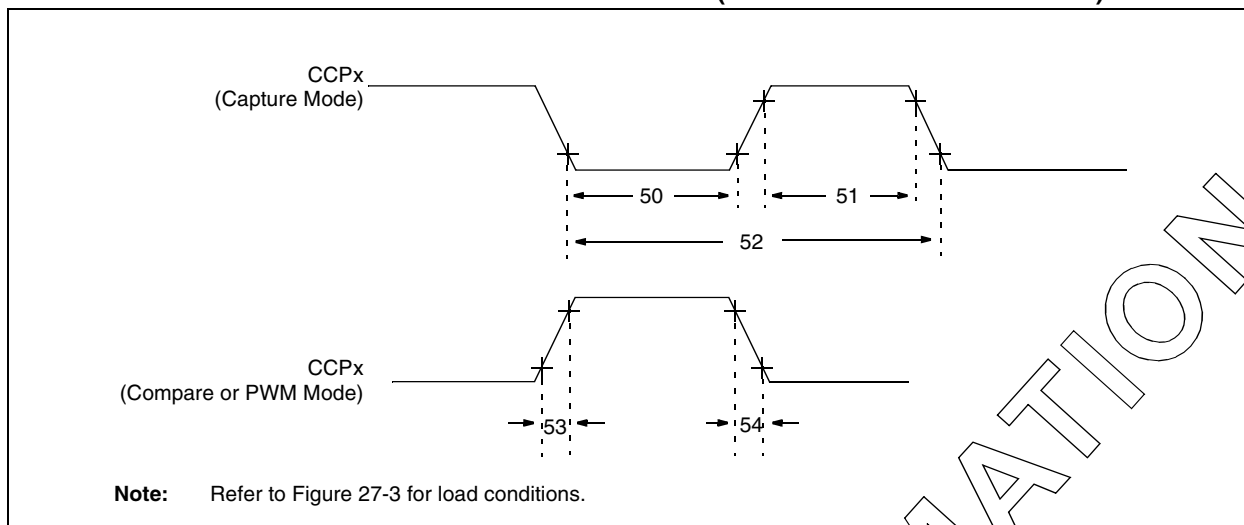 CCPx
(Capture Mode)
50
51
52
CCPx
(Compare or PWM Mode)
53
54
Note: Refer to Figure 27-3 for load conditions.